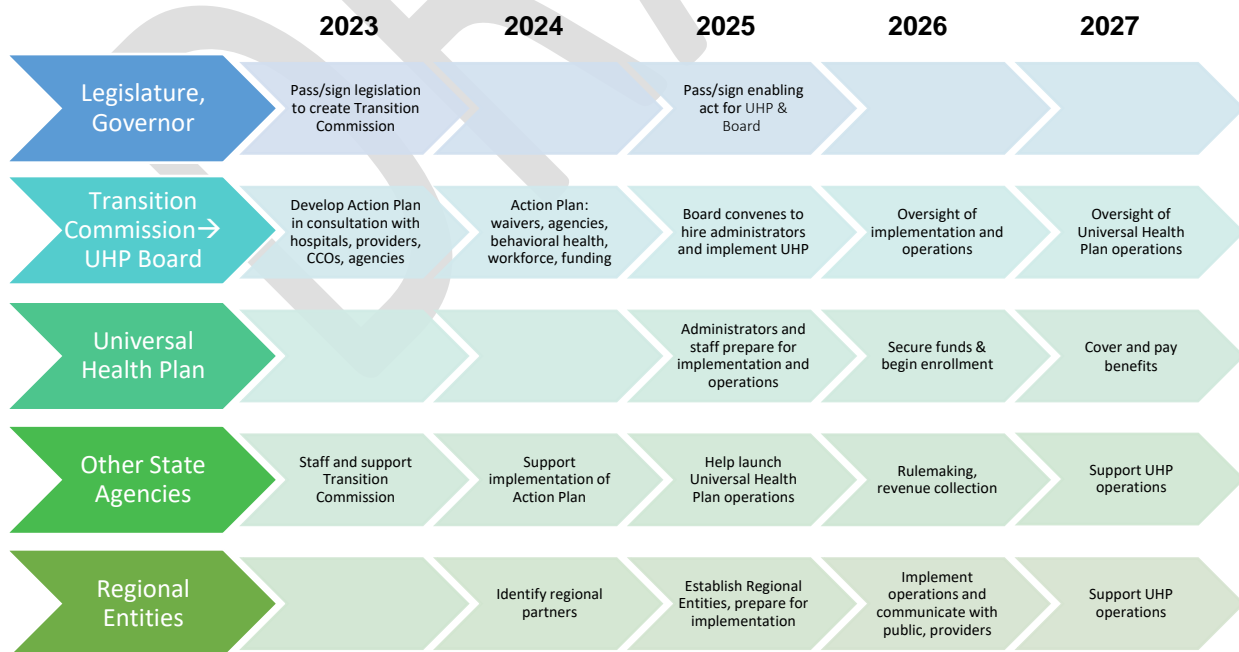 2023 2024 2025 2026 2027
Legislature,
Governor
Pass/sign legislation
to create Transition
Commission
Pass/sign enabling
act for UHP &
Board
Transition
Commission→
UHP Board
Develop Action Plan
in consultation with
hospitals, providers,
CCOs, agencies
Action Plan:
waivers, agencies,
behavioral health,
workforce, funding
Board convenes to
hire administrators
and implement UHP
Oversight of
implementation and
operations
Oversight of
Universal Health
Plan operations
Universal
Health Plan
Administrators and
staff prepare for
implementation and
operations
Secure funds &
begin enrollment
Cover and pay
benefits
Other State
Agencies
Staff and support
Transition
Commission
Support
implementation of
Action Plan
Help launch
Universal Health
Plan operations
Rulemaking,
revenue collection
Support UHP
operations
Regional
Entities
Identify regional
partners
Establish Regional
Entities, prepare for
implementation
Implement
operations and
communicate with
public, providers
Support UHP
operations